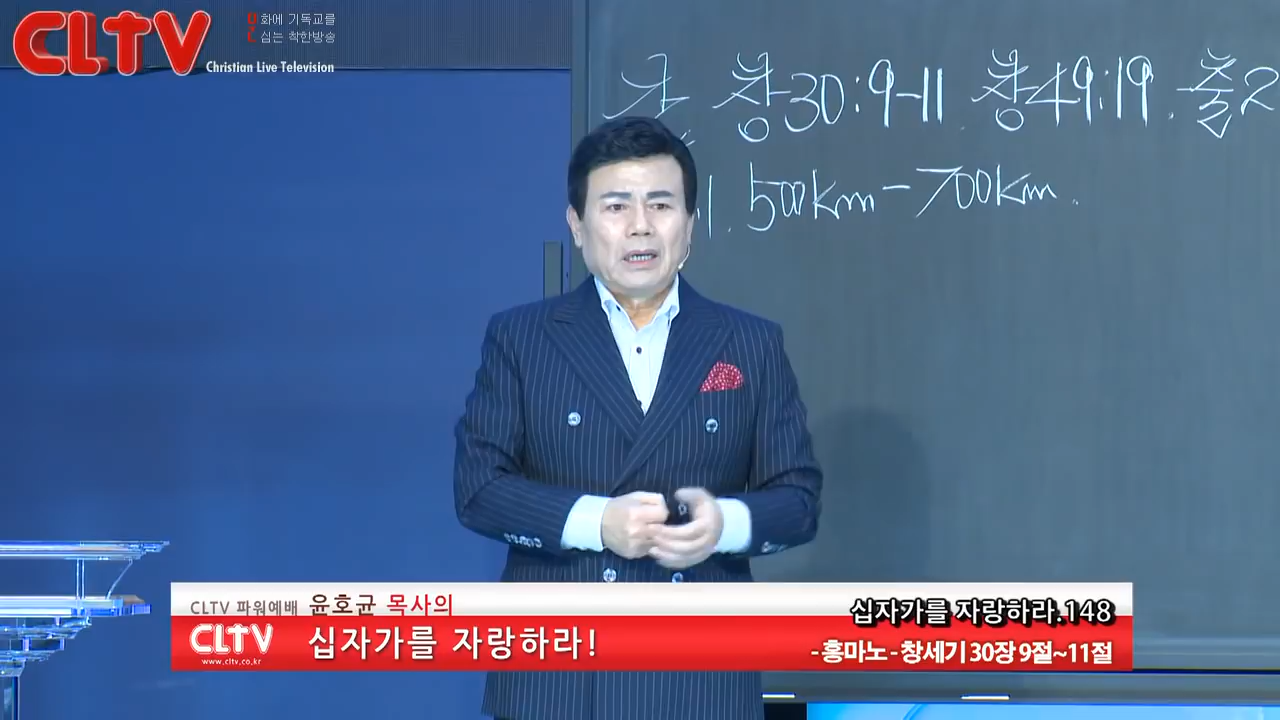 CLTV
문화에 기독교를
심는 착한방송
Christian Live Television
갓 창30:9-11 창49:19. 출2
1. 500km-700km.
CLTV 파워예배 윤호균 목사의
십자가를 자랑하라.148
CLTV
www.cltv.co.kr
십자가를 자랑하라!
- 홍마노 - 창세기 30장 9절~11절